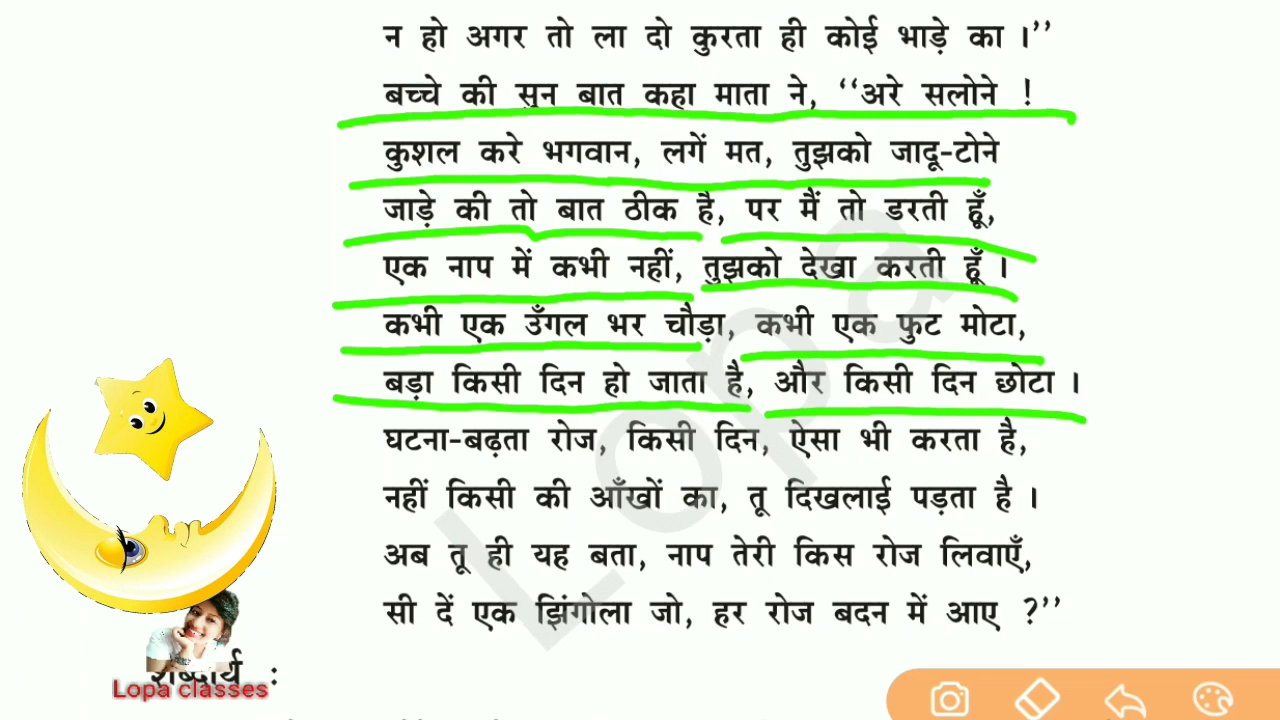 न हो अगर तो ला दो कुरता ही कोई भाड़े का ।’’
बच्चे की सुन बात कहा माता ने, ‘‘अरे सलोने !
कुशल करे भगवान, लगें मत, तुझको जादू-टोने
जाड़े की तो बात ठीक है, पर मैं तो डरती हूँ,
एक नाप में कभी नहीं, तुझको देखा करती हूँ ।
कभी एक उँगल भर चौड़ा, कभी एक फुट मोटा,
बड़ा किसी दिन हो जाता है, और किसी दिन छोटा ।
घटना-बढ़ता रोज, किसी दिन, ऐसा भी करता है,
नहीं किसी की आँखों का, तू दिखलाई पड़ता है ।
अब तू ही यह बता, नाप तेरी किस रोज लिवाएँ,
सी दें एक झिंगोला जो, हर रोज बदन में आए ?’’
शब्दार्थ :
Lopa classes
Lopa